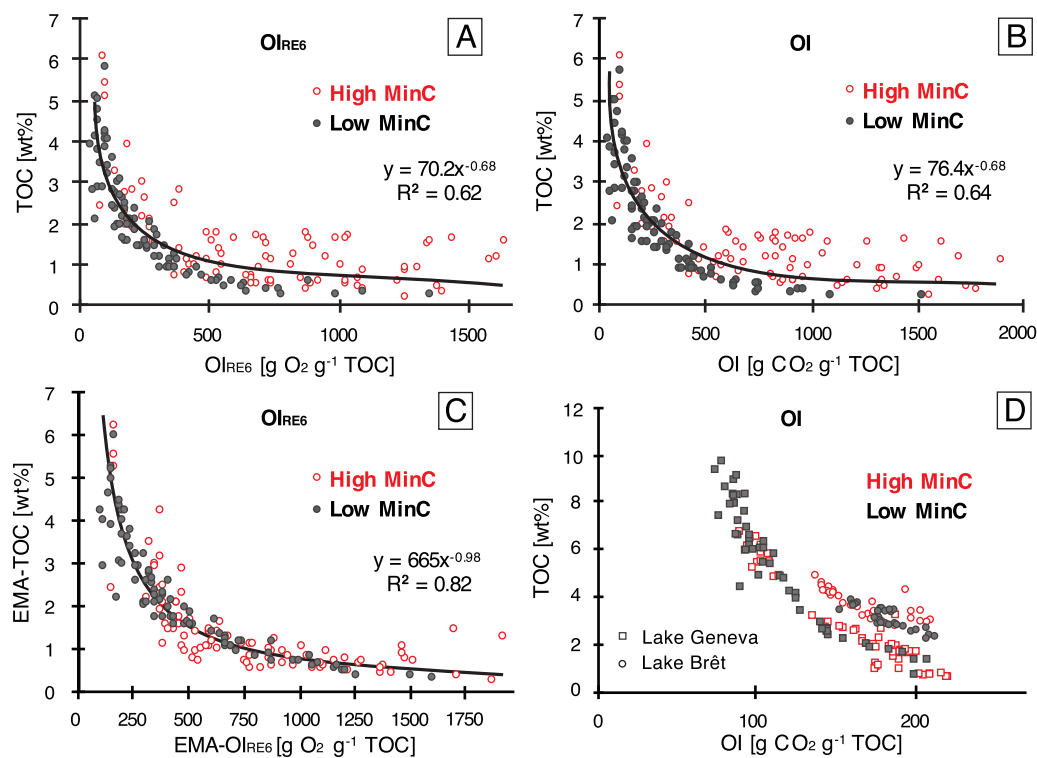 A
OIRE6
7
6
5
4
3
2
1
0
TOC [wt%]
High MinC
Low MinC
y = 70.2x-0.68
R² = 0.62
0
500
1000
1500
OIRE6 [g O2 g-1 TOC]
B
OI
7
6
5
4
3
2
1
0
TOC [wt%]
High MinC
Low MinC
y = 76.4x-0.68
R² = 0.64
0
500
1000
1500
2000
OI [g CO2 g-1 TOC]
C
OIRE6
7
6
5
4
3
2
1
0
EMA-TOC [wt%]
High MinC
Low MinC
y = 665x-0.98
R² = 0.82
0
250
500
750
1000
1250
1500
1750
EMA-OIRE6 [g O2 g-1 TOC]
D
OI
12
10
8
6
4
2
0
TOC [wt%]
High MinC
Low MinC
Lake Geneva
Lake Brêt
0
100
200
OI [g CO2 g-1 TOC]